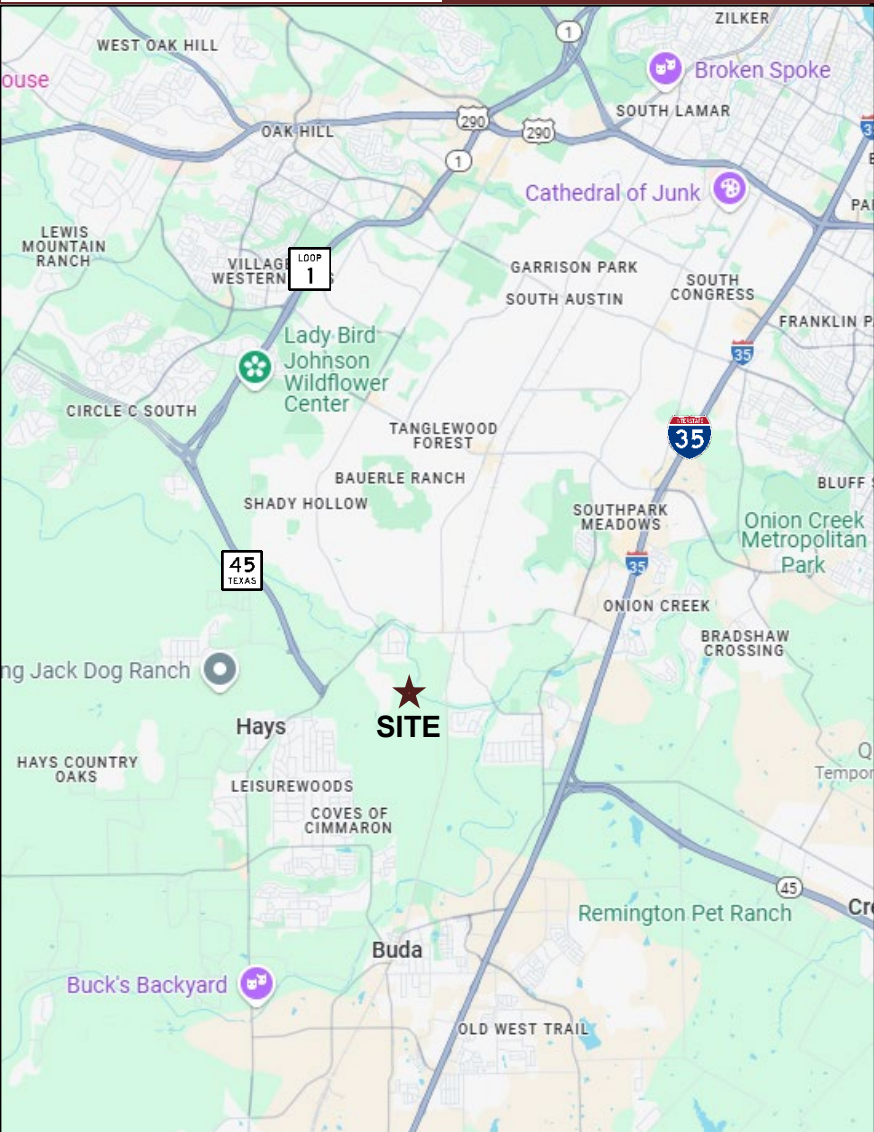 ZILKER
1
WEST OAK HILL
Broken Spoke
ouse
SOUTH LAMAR
290
OAK HILL
290
1
Cathedral of Junk
LEWIS
MOUNTAIN
RANCH
VILLAG
WESTERN
S
LOOP
1
GARRISON PARK
SOUTH AUSTIN
SOUTH
CONGRESS
FRANKLIN P
35
Lady Bird
Johnson
Wildflower
Center
CIRCLE C SOUTH
TANGLEWOOD
FOREST
INTERSTATE
35
BAUERLE RANCH
SHADY HOLLOW
BLUFF
SOUTHPARK
MEADOWS
Onion Creek
Metropolitan
Park
45
TEXAS
35
ONION CREEK
BRADSHAW
CROSSING
ng Jack Dog Ranch
SITE
Hays
HAYS COUNTRY
OAKS
Q
Tempor
LEISUREWOODS
COVES OF
CIMMARON
45
Remington Pet Ranch
Cre
Buda
Buck's Backyard
OLD WEST TRAIL